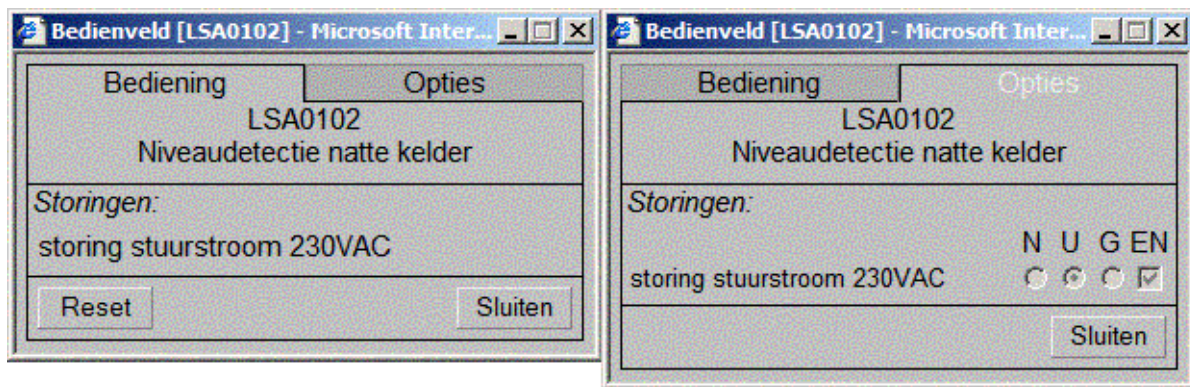 Bedienveld [LSA0102] - Microsoft Inter...
Bediening Opties
LSA0102
Niveaudetectie natte kelder
Storingen:
storing stuurstroom 230VAC
Reset Sluiten
Bedienveld [LSA0102] - Microsoft Inter...
Bediening Opties
LSA0102
Niveaudetectie natte kelder
Storingen:
N U G EN
storing stuurstroom 230VAC
Sluiten